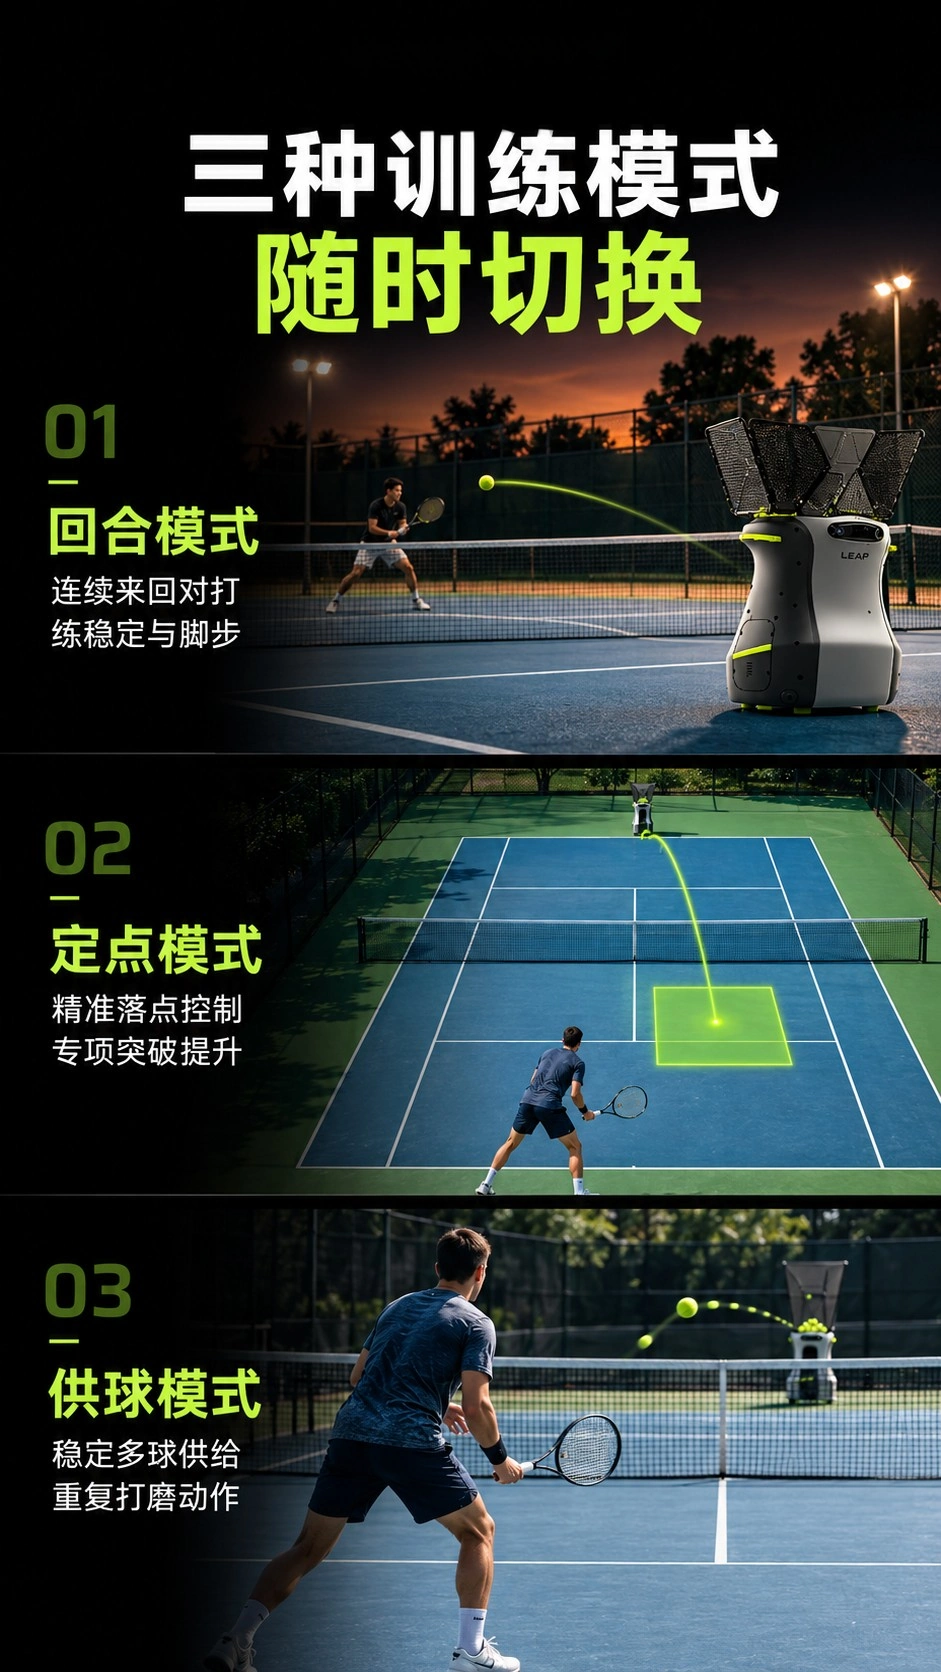 三种训练模式
随时切换
01
回合模式
连续来回对打
练稳定与脚步
LEAP
02
定点模式
精准落点控制
专项突破提升
03
供球模式
稳定多球供给
重复打磨动作